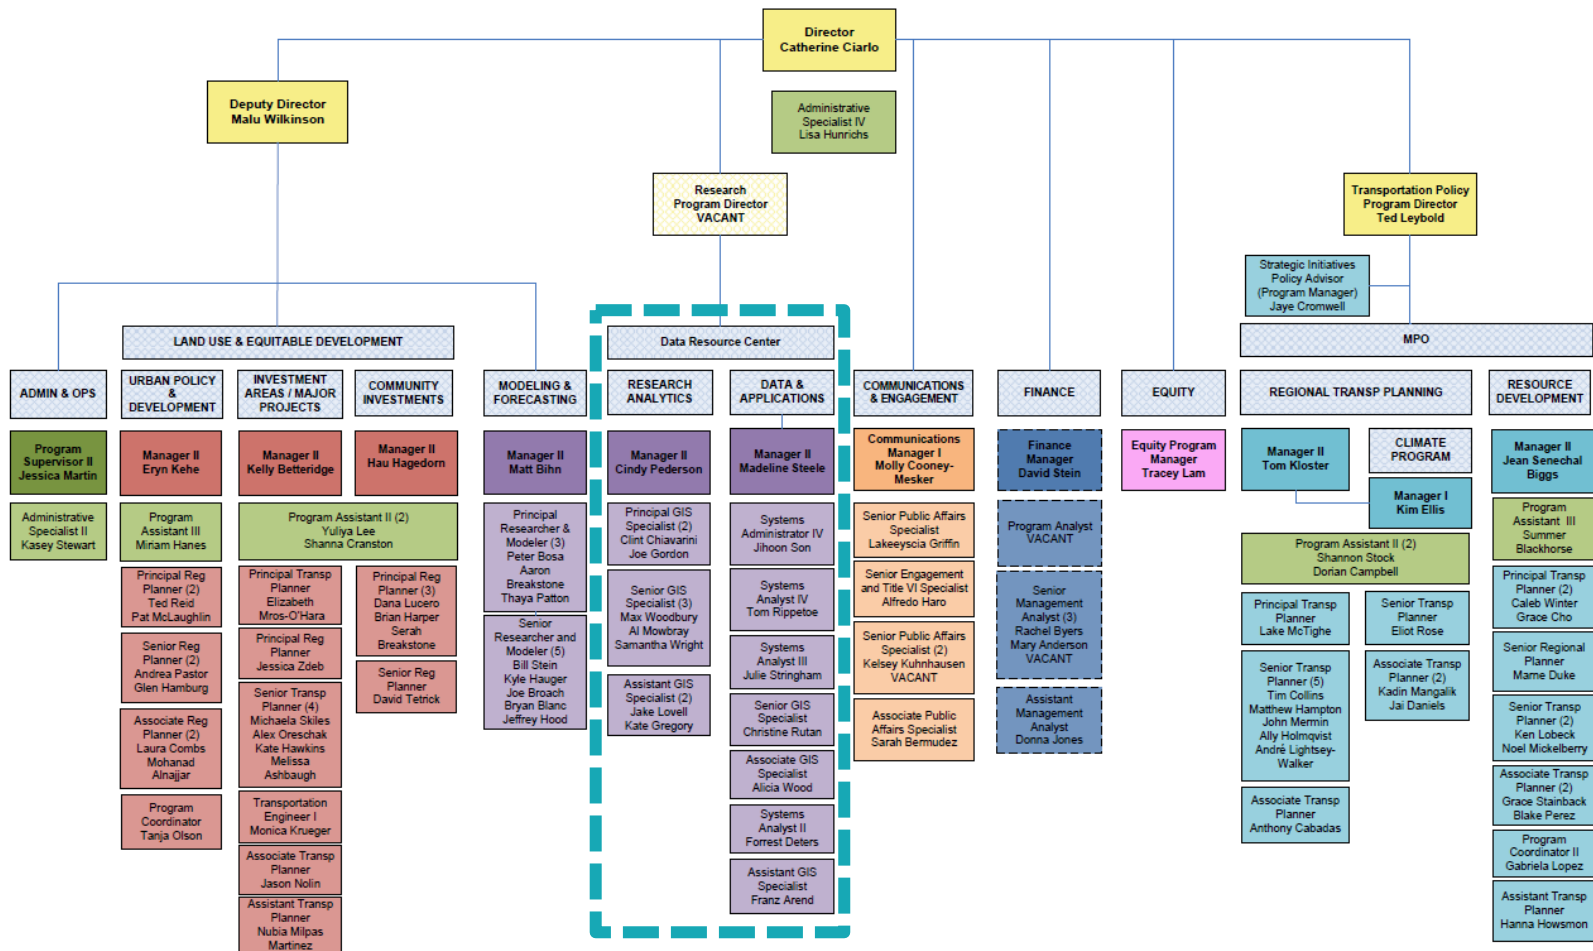 Director
Catherine Ciarlo
Deputy Director
Malu Wilkinson
Administrative
Specialist IV
Lisa Hunrichs
Research
Program Director
VACANT
Transportation Policy
Program Director
Ted Leybold
Strategic Initiatives
Policy Advisor
(Program Manager)
Jaye Cromwell
LAND USE & EQUITABLE DEVELOPMENT
Data Resource Center
MPO
ADMIN & OPS
URBAN POLICY
&
DEVELOPMENT
INVESTMENT
AREAS / MAJOR
PROJECTS
COMMUNITY
INVESTMENTS
MODELING &
FORECASTING
RESEARCH
ANALYTICS
DATA &
APPLICATIONS
COMMUNICATIONS
& ENGAGEMENT
FINANCE
EQUITY
REGIONAL TRANSP PLANNING
RESOURCE
DEVELOPMENT
Program
Supervisor II
Jessica Martin
Administrative
Specialist II
Kasey Stewart
Manager II
Eryn Kehe
Program
Assistant III
Miriam Hanes
Principal Reg
Planner (2)
Ted Reid
Pat McLaughlin
Senior Reg
Planner (2)
Andrea Pastor
Glen Hamburg
Associate Reg
Planner (2)
Laura Combs
Mohanad
Alnajjar
Program
Coordinator
Tanja Olson
Manager II
Kelly Betteridge
Program Assistant II (2)
Yuliya Lee
Shanna Cranston
Principal Transp
Planner
Elizabeth
Mros-O'Hara
Principal Reg
Planner
Jessica Zdeb
Senior Transp
Planner (4)
Michaela Skiles
Alex Oreschak
Kate Hawkins
Melissa
Ashbaugh
Transportation
Engineer I
Monica Krueger
Associate Transp
Planner
Jason Nolin
Assistant Transp
Planner
Nubia Milpas
Martinez
Manager II
Hau Hagedorn
Principal Reg
Planner (3)
Dana Lucero
Brian Harper
Serah
Breakstone
Senior Reg
Planner
David Tetrick
Manager II
Matt Bihn
Principal
Researcher &
Modeler (3)
Peter Bosa
Aaron
Breakstone
Thaya Patton
Senior
Researcher and
Modeler (5)
Bill Stein
Kyle Hauger
Joe Broach
Bryan Blanc
Jeffrey Hood
Manager II
Cindy Pederson
Principal GIS
Specialist (2)
Clint Chiavarini
Joe Gordon
Senior GIS
Specialist (3)
Max Woodbury
Al Mowbray
Samantha Wright
Assistant GIS
Specialist (2)
Jake Lovell
Kate Gregory
Manager II
Madeline Steele
Systems
Administrator IV
Jihoon Son
Systems
Analyst IV
Tom Rippetoe
Systems
Analyst III
Julie Stringham
Senior GIS
Specialist
Christine Rutan
Associate GIS
Specialist
Alicia Wood
Systems
Analyst II
Forrest Deters
Assistant GIS
Specialist
Franz Arend
Communications
Manager I
Molly Cooney-
Mesker
Senior Public Affairs
Specialist
Lakeeyscia Griffin
Senior Engagement
and Title VI Specialist
Alfredo Haro
Senior Public Affairs
Specialist (2)
Kelsey Kuhnhausen
VACANT
Associate Public
Affairs Specialist
Sarah Bermudez
Finance
Manager
David Stein
Program Analyst
VACANT
Senior
Management
Analyst (3)
Rachel Byers
Mary Anderson
VACANT
Assistant
Management
Analyst
Donna Jones
Equity Program
Manager
Tracey Lam
Manager II
Tom Kloster
CLIMATE
PROGRAM
Manager I
Kim Ellis
Program Assistant II (2)
Shannon Stock
Dorian Campbell
Principal Transp
Planner
Lake McTighe
Senior Transp
Planner (5)
Tim Collins
Matthew Hampton
John Mermin
Ally Holmqvist
André Lightsey-
Walker
Associate Transp
Planner
Anthony Cabadas
Senior Transp
Planner
Eliot Rose
Associate Transp
Planner (2)
Kadin Mangalik
Jai Daniels
Manager II
Jean Senechal
Biggs
Program
Assistant III
Summer
Blackhorse
Principal Transp
Planner (2)
Caleb Winter
Grace Cho
Senior Regional
Planner
Marne Duke
Senior Transp
Planner (2)
Ken Lobeck
Noel Mickelberry
Associate Transp
Planner (2)
Grace Stainback
Blake Perez
Program
Coordinator II
Gabriela Lopez
Assistant Transp
Planner
Hanna Howsmon